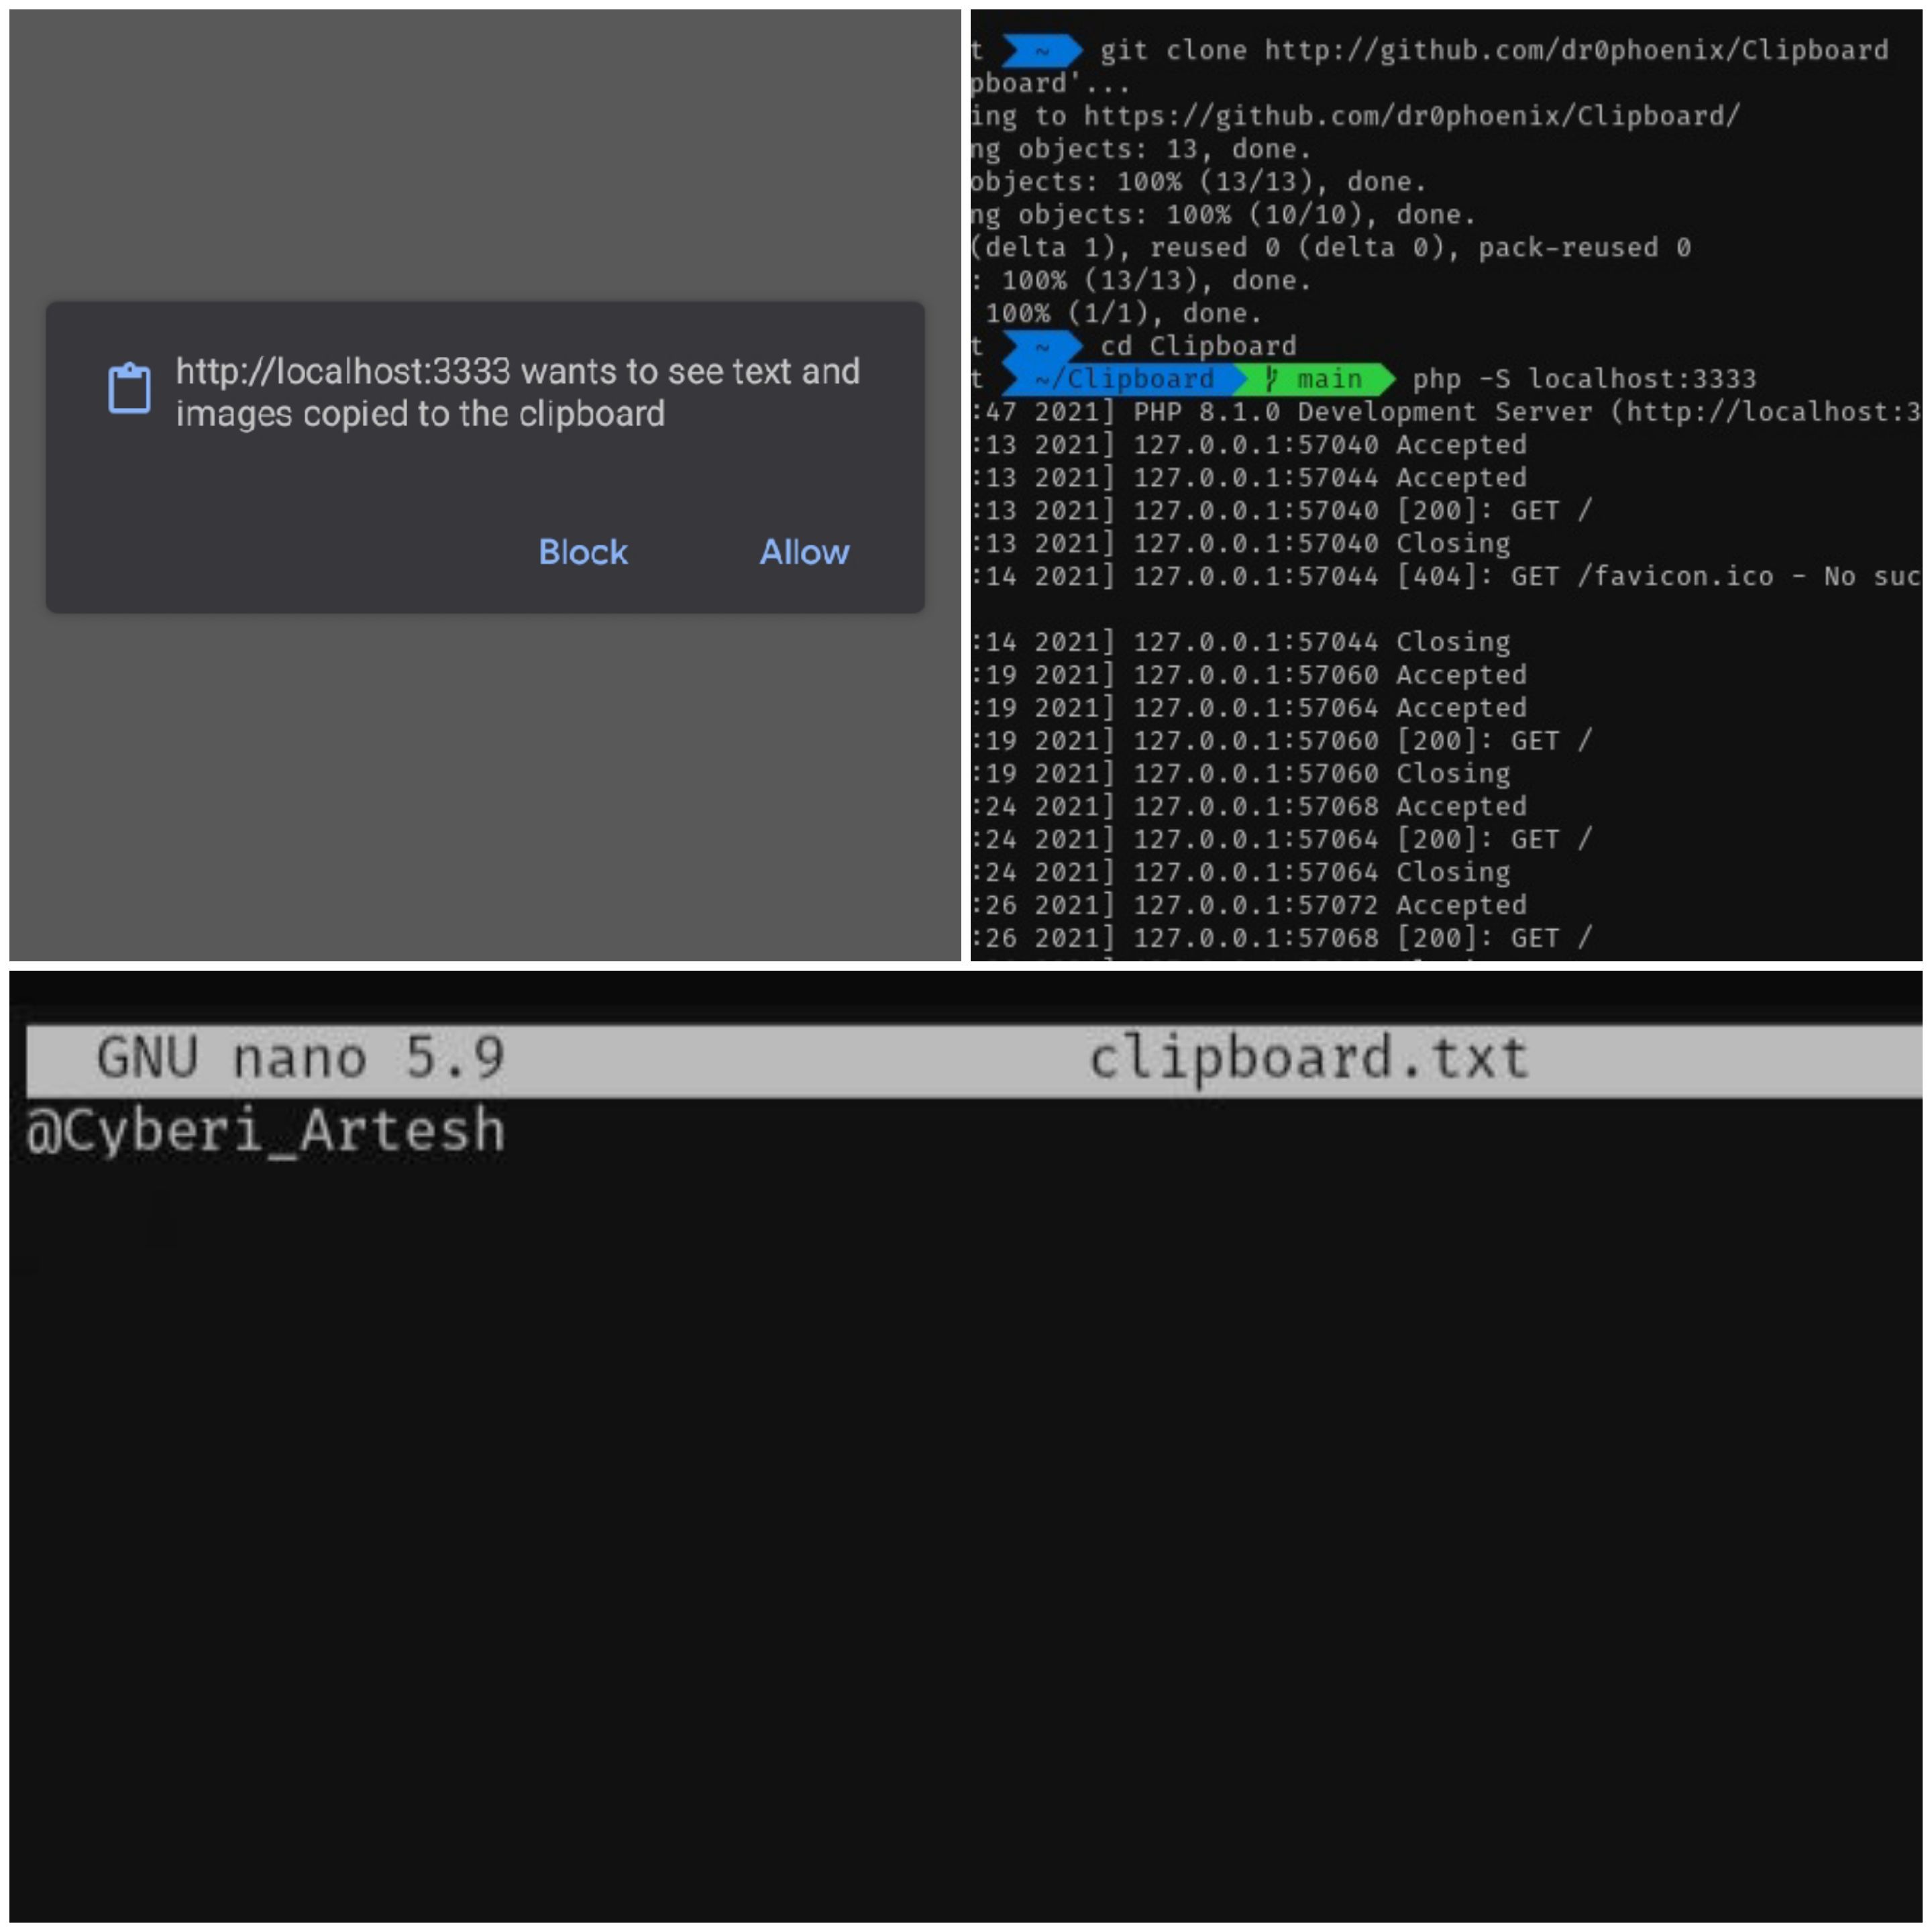 http://localhost:3333 wants to see text and
images copied to the clipboard
Block Allow
t ~ git clone http://github.com/dr0phoenix/Clipboard
pboard'...
ing to https://github.com/dr0phoenix/Clipboard/
ng objects: 13, done.
objects: 100% (13/13), done.
ng objects: 100% (10/10), done.
(delta 1), reused 0 (delta 0), pack-reused 0
: 100% (13/13), done.
100% (1/1), done.
t ~ cd Clipboard
t ~/Clipboard main php -S localhost:3333
:47 2021] PHP 8.1.0 Development Server (http://localhost:3
:13 2021] 127.0.0.1:57040 Accepted
:13 2021] 127.0.0.1:57044 Accepted
:13 2021] 127.0.0.1:57040 [200]: GET /
:13 2021] 127.0.0.1:57040 Closing
:14 2021] 127.0.0.1:57044 [404]: GET /favicon.ico - No suc
:14 2021] 127.0.0.1:57044 Closing
:19 2021] 127.0.0.1:57060 Accepted
:19 2021] 127.0.0.1:57064 Accepted
:19 2021] 127.0.0.1:57060 [200]: GET /
:19 2021] 127.0.0.1:57060 Closing
:24 2021] 127.0.0.1:57068 Accepted
:24 2021] 127.0.0.1:57064 [200]: GET /
:24 2021] 127.0.0.1:57064 Closing
:26 2021] 127.0.0.1:57072 Accepted
:26 2021] 127.0.0.1:57068 [200]: GET /
GNU nano 5.9 clipboard.txt
@Cyberi_Artesh